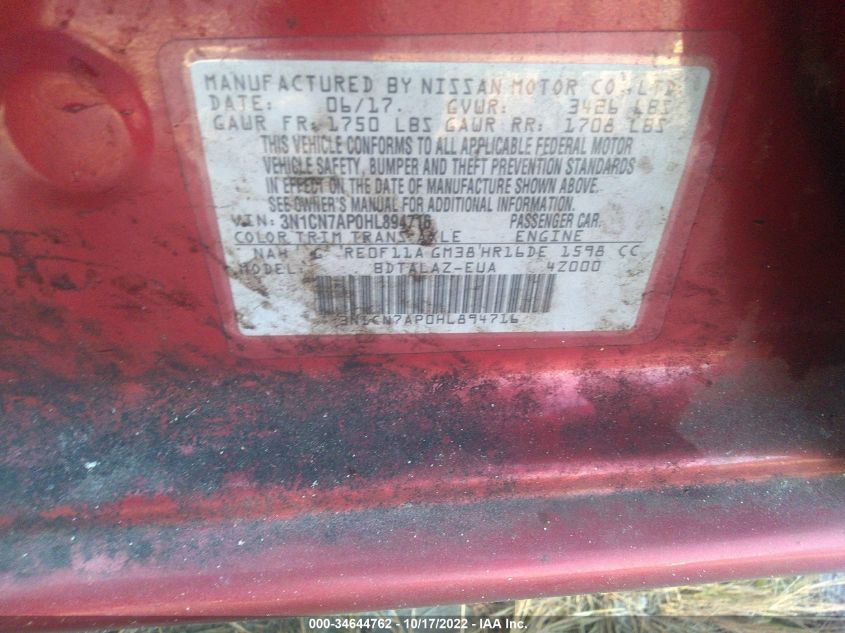 MANUFACTURED BY NISSAN MOTOR CO., LTD.
DATE: 06/17. GVWR: 3426 LBS
GAWR FR: 1750 LBS GAWR RR: 1708 LBS
THIS VEHICLE CONFORMS TO ALL APPLICABLE FEDERAL MOTOR
VEHICLE SAFETY, BUMPER AND THEFT PREVENTION STANDARDS
IN EFFECT ON THE DATE OF MANUFACTURE SHOWN ABOVE.
SEE OWNER'S MANUAL FOR ADDITIONAL INFORMATION.
VIN: 3N1CN7AP0HL894716 PASSENGER CAR
COLOR TRIM TRANS AXLE ENGINE
NAH G RE0F11A GM38 HR16DE 1598 CC
MODEL: BDTALAZ-EUA 4Z000
3N1CN7AP0HL894716
000-34644762 - 10/17/2022 - IAA Inc.